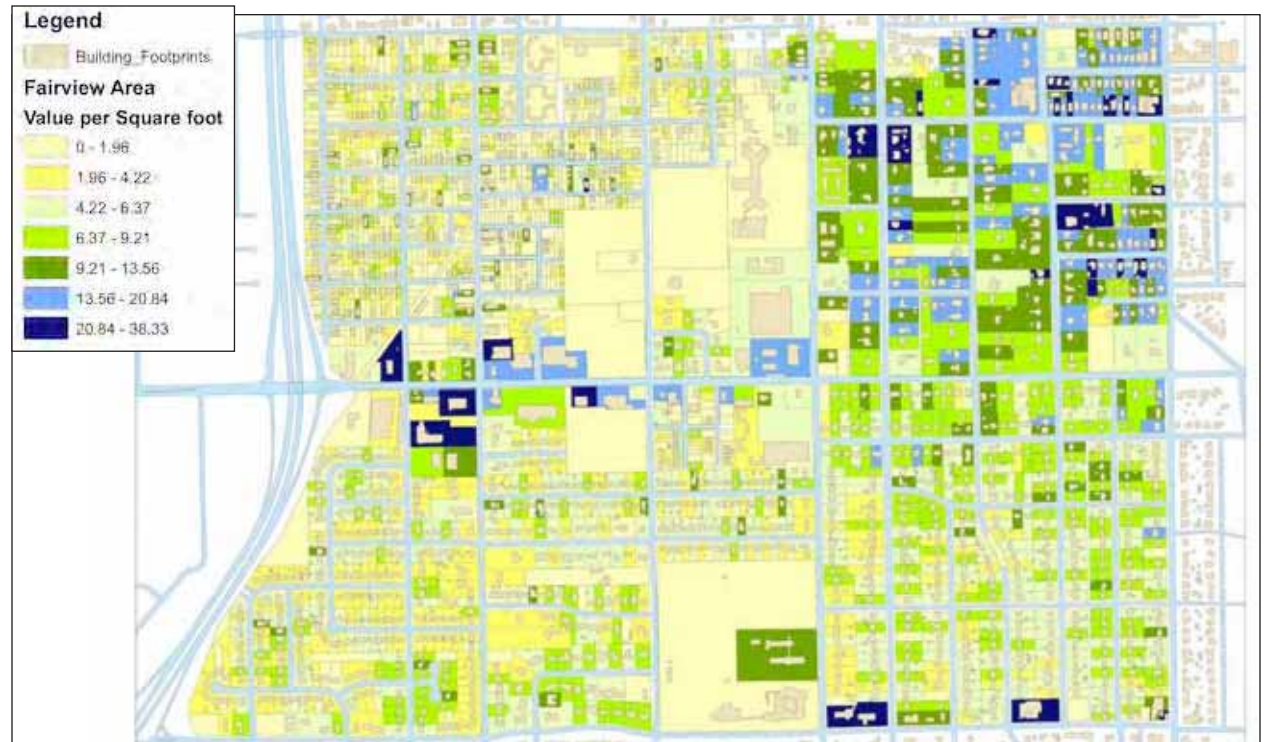 Legend
Building_Footprints
Fairview Area
Value per Square foot
0 - 1.96
1.96 - 4.22
4.22 - 6.37
6.37 - 9.21
9.21 - 13.56
13.56 - 20.84
20.84 - 38.33